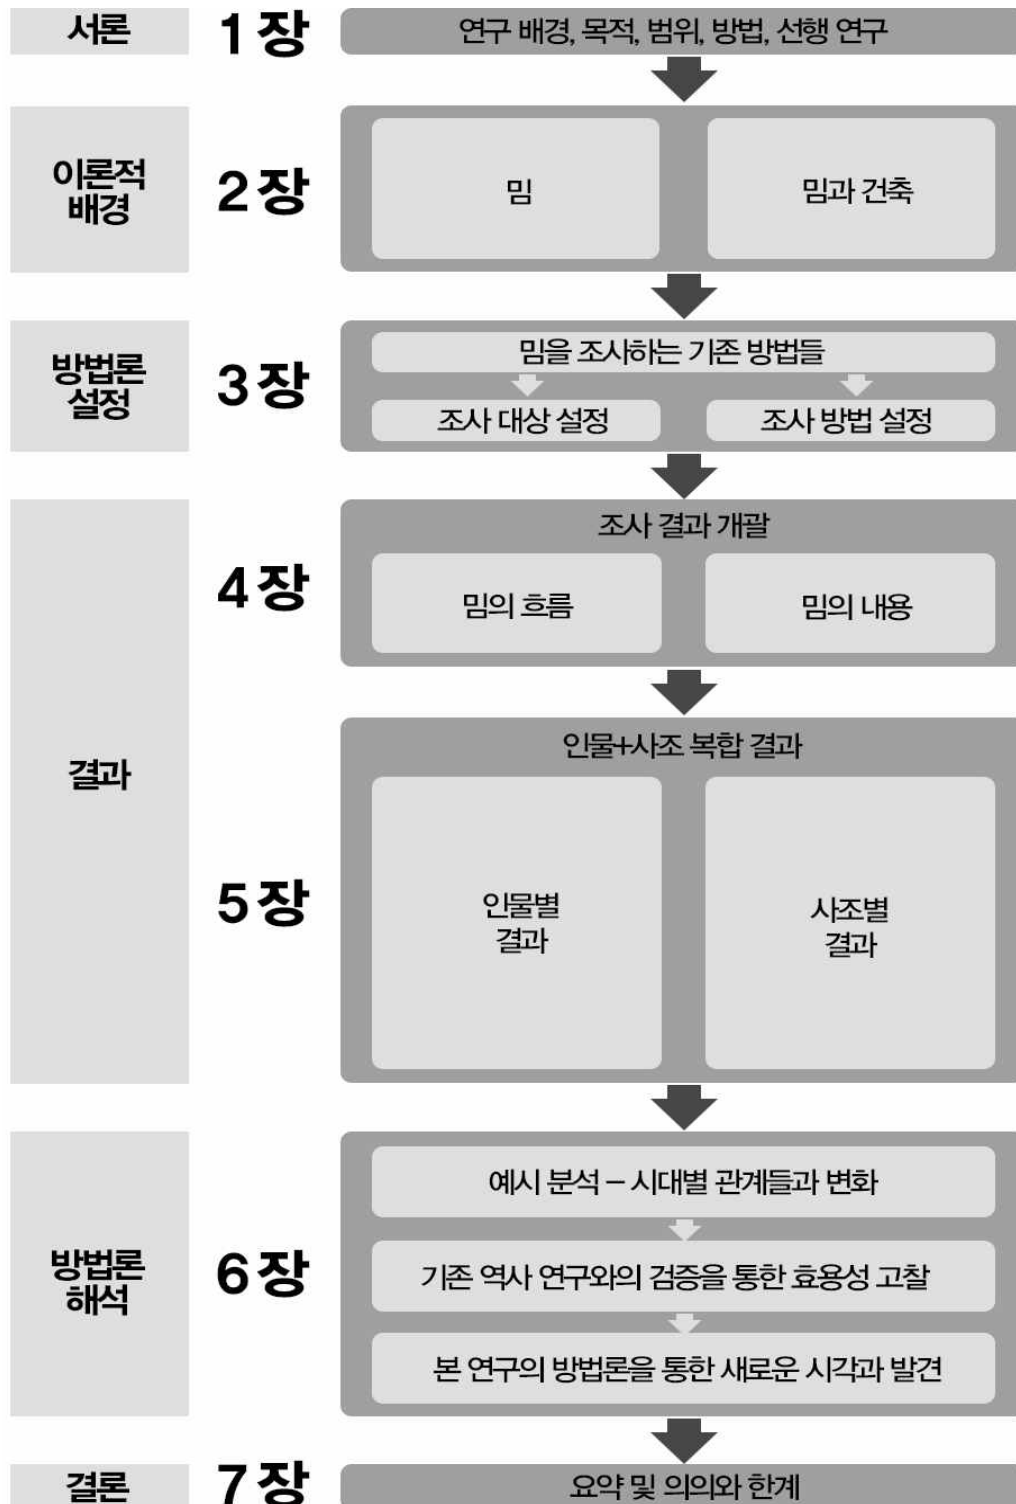 서론
1장
연구 배경, 목적, 범위, 방법, 선행 연구
이론적
배경
2장
밈
밈과 건축
방법론
설정
3장
밈을 조사하는 기존 방법들
조사 대상 설정
조사 방법 설정
결과
4장
조사 결과 개괄
밈의 흐름
밈의 내용
5장
인물+사조 복합 결과
인물별
결과
사조별
결과
방법론
해석
6장
예시 분석 – 시대별 관계들과 변화
기존 역사 연구와의 검증을 통한 효용성 고찰
본 연구의 방법론을 통한 새로운 시각과 발견
결론
7장
요약 및 의의와 한계